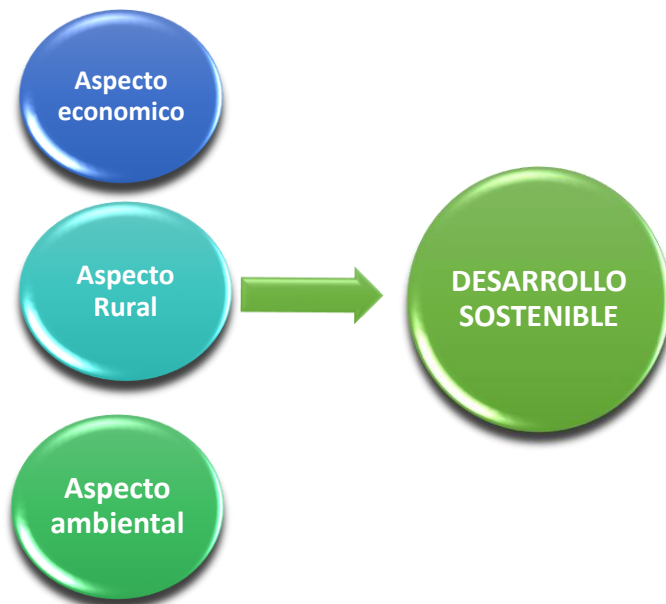 Aspecto
economico
Aspecto
Rural
DESARROLLO
SOSTENIBLE
Aspecto
ambiental